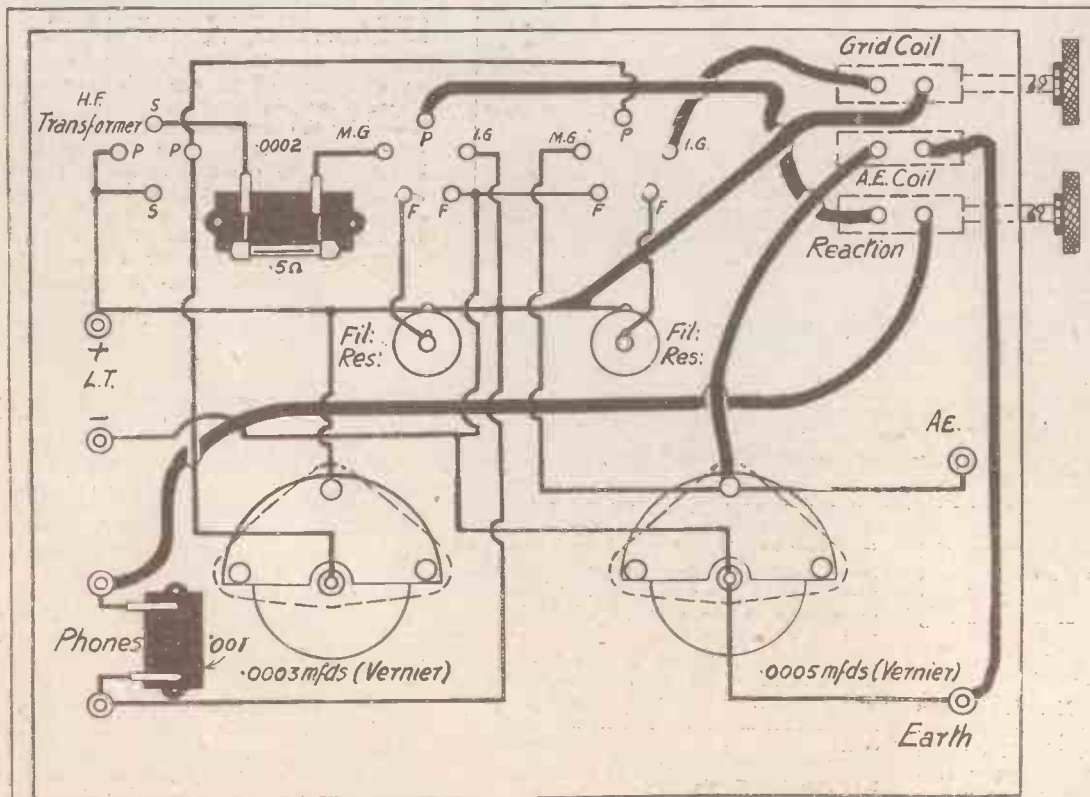 Grid Coil
H.F.
Transformer
S
P
P
S
.0002
.5Ω
M.G
P
I.G
F
F
M.G
P
I.G.
F
F
A.E. Coil
Reaction
+
L.T.
-
Fil:
Res:
Fil:
Res:
AE.
Phones
.001
.0003 mfds (Vernier)
.0005 mfds (Vernier)
Earth